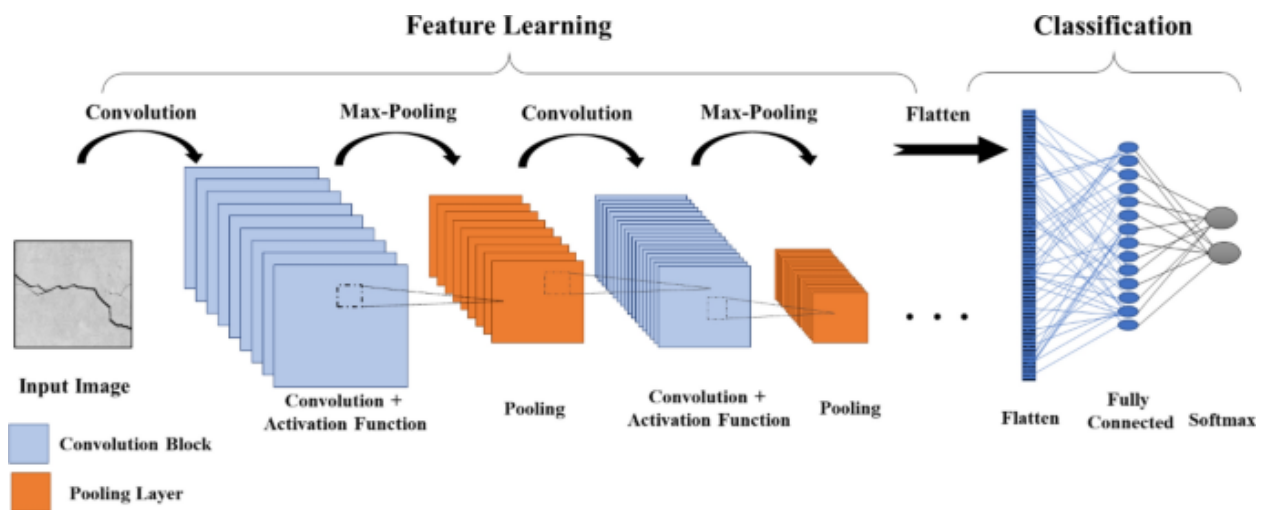 Feature Learning
Classification
Convolution
Max-Pooling
Convolution
Max-Pooling
Flatten
Input Image
Convolution +
Activation Function
Pooling
Convolution +
Activation Function
Pooling
. . .
Flatten
Fully
Connected
Softmax
Convolution Block
Pooling Layer